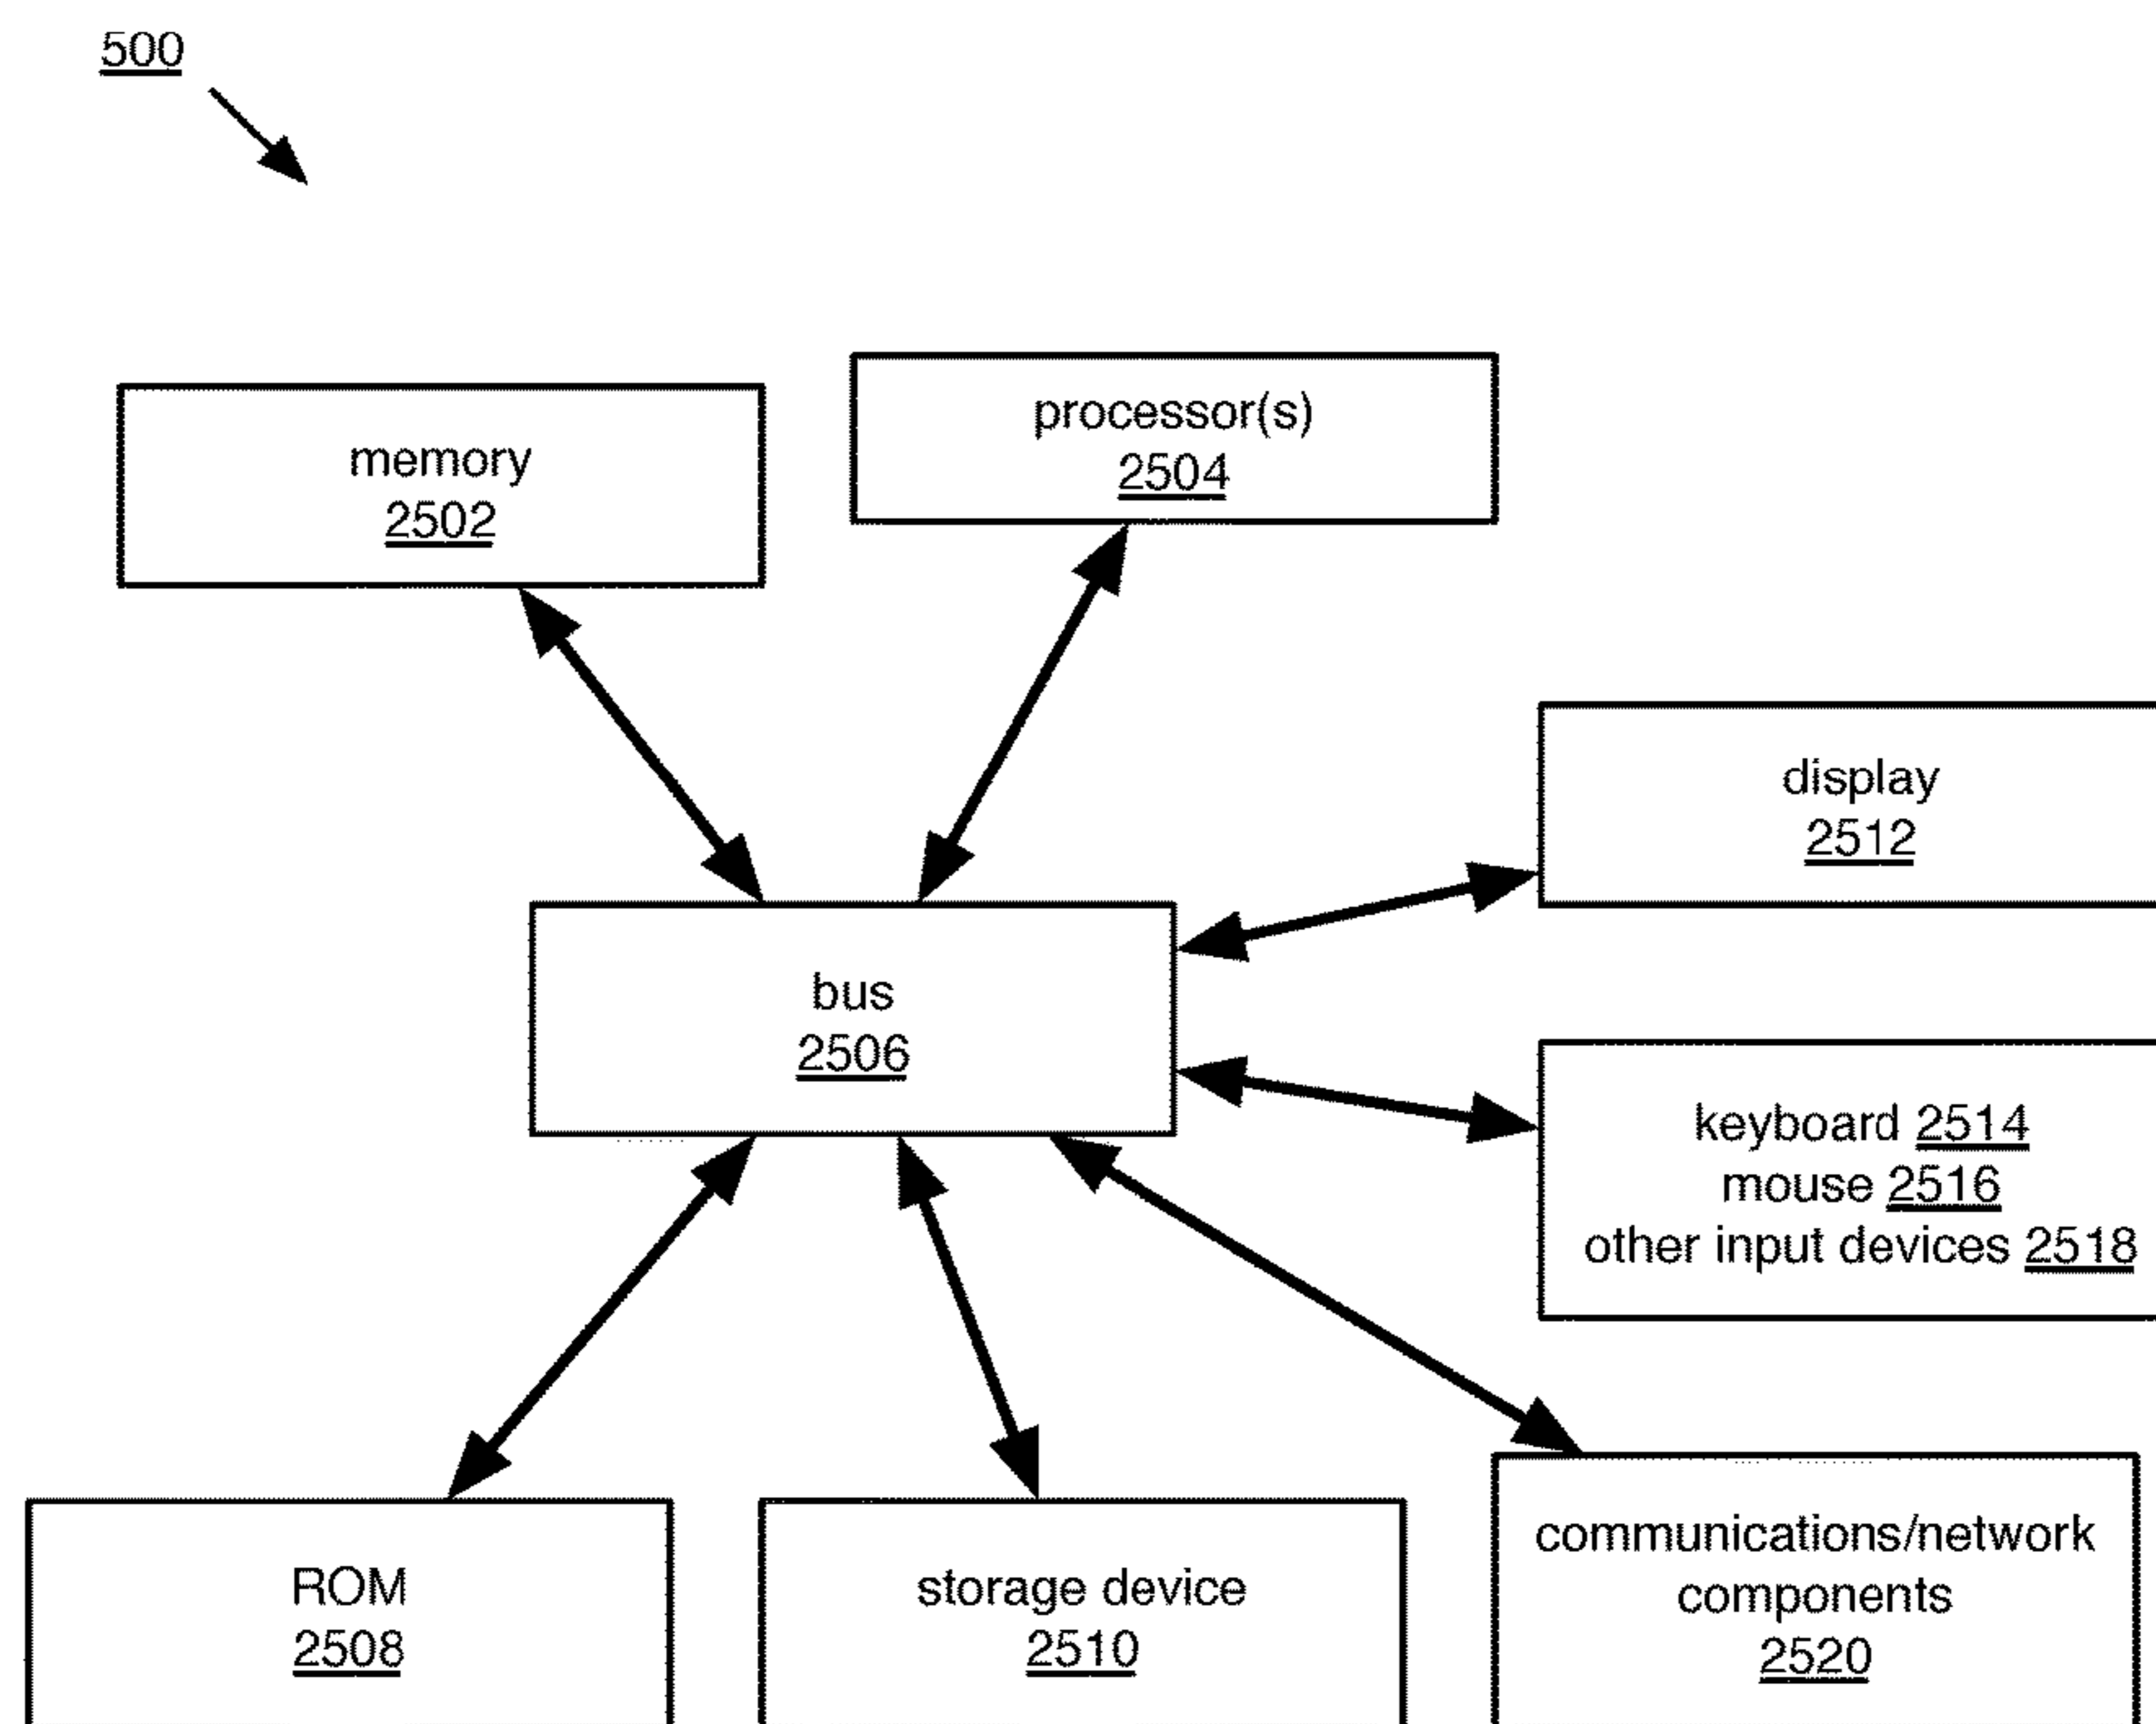 500
memory
2502
processor(s)
2504
display
2512
bus
2506
keyboard 2514
mouse 2516
other input devices 2518
ROM
2508
storage device
2510
communications/network
components
2520